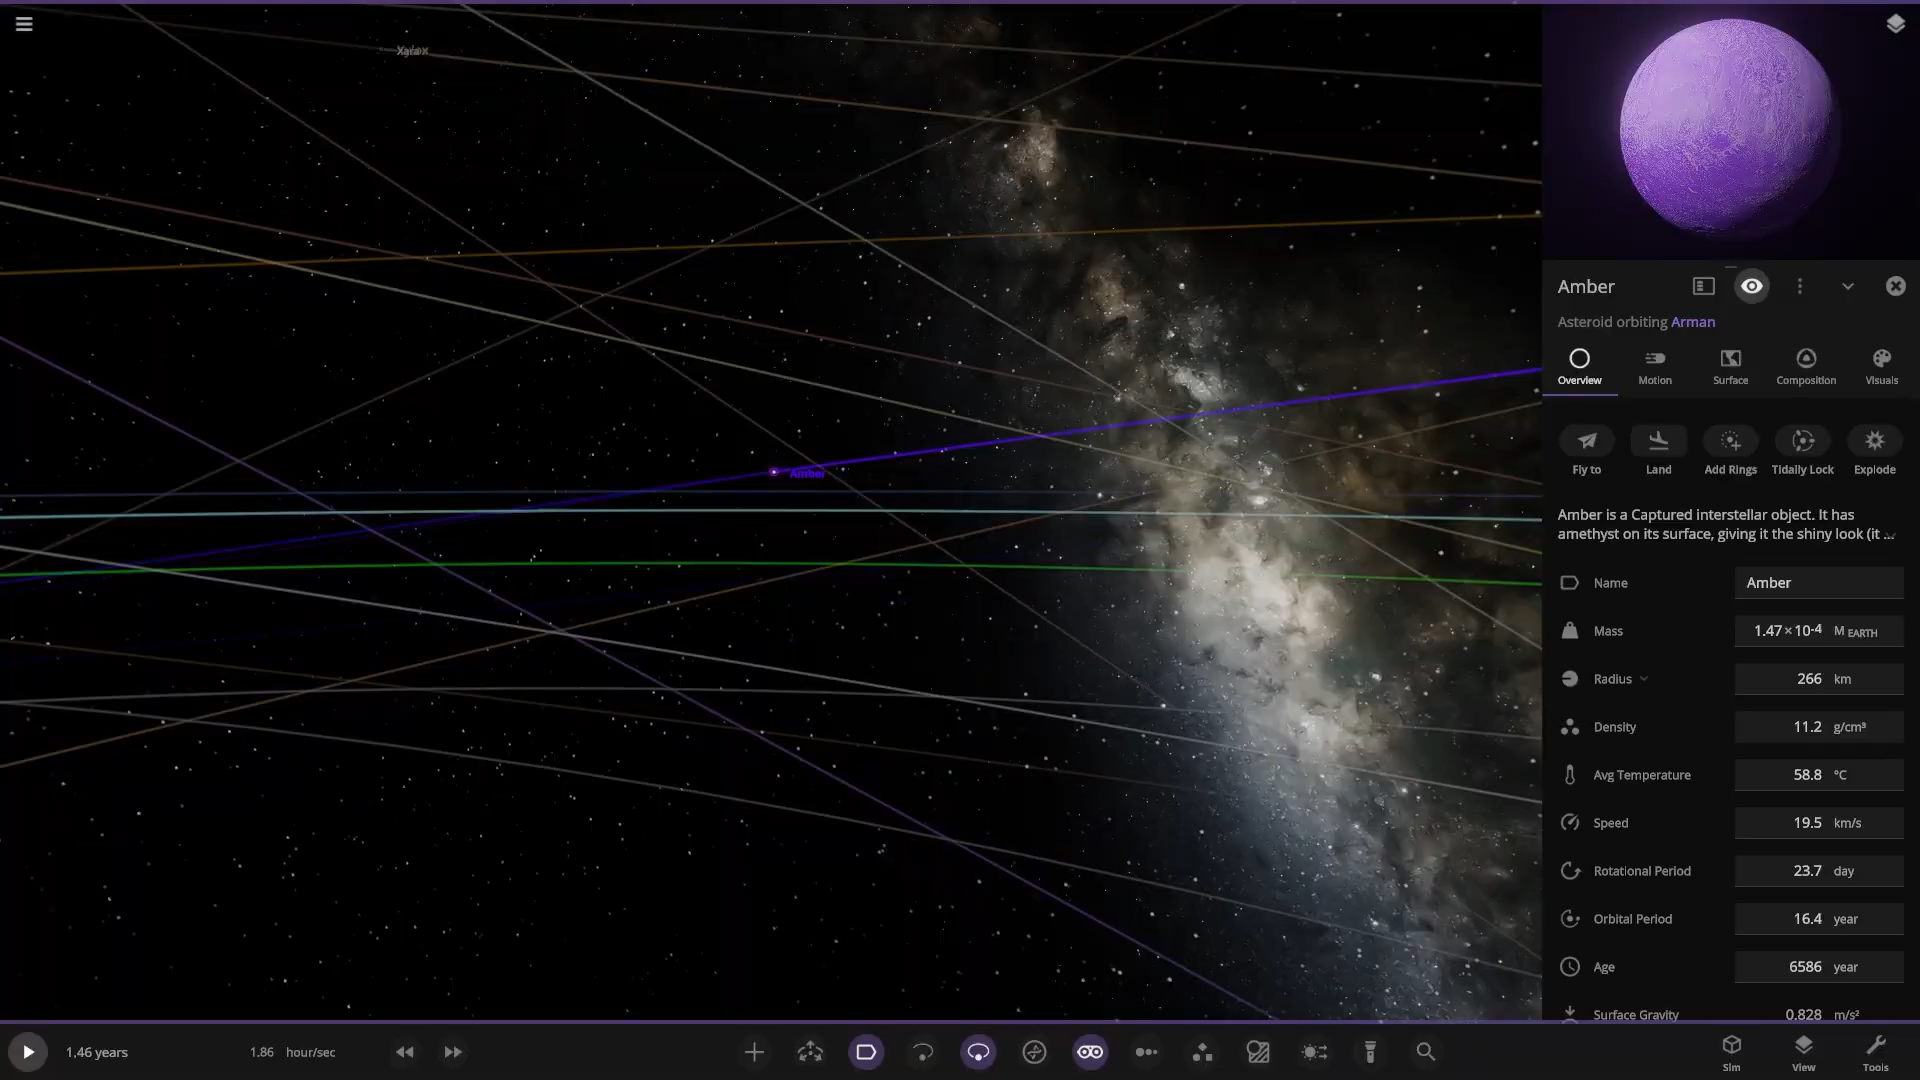 Amber
Amber
Asteroid orbiting Arman
Overview
Motion
Surface
Composition
Visuals
Fly to
Land
Add Rings
Tidally Lock
Explode
Amber is a Captured interstellar object. It has
amethyst on its surface, giving it the shiny look (it ...
Name Amber
Mass 1.47×10⁻⁴ M EARTH
Radius 266 km
Density 11.2 g/cm³
Avg Temperature 58.8 °C
Speed 19.5 km/s
Rotational Period 23.7 day
Orbital Period 16.4 year
Age 6586 year
Surface Gravity 0.828 m/s²
1.46 years
1.86 hour/sec
Sim
View
Tools